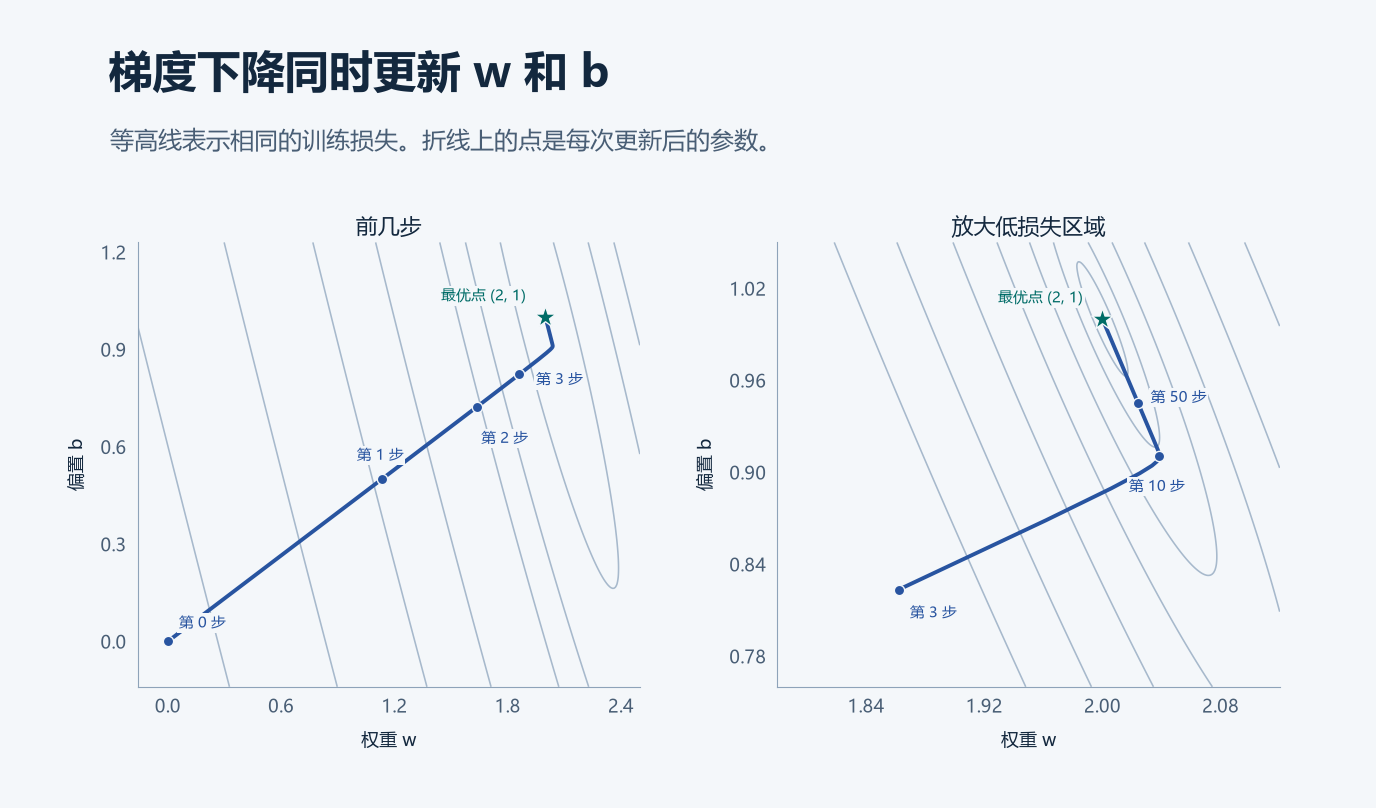 梯度下降同时更新 w 和 b
等高线表示相同的训练损失。折线上的点是每次更新后的参数。
前几步
1.2
0.9
0.6
0.3
0.0
偏置 b
最优点 (2, 1)
第 3 步
第 2 步
第 1 步
第 0 步
0.0
0.6
1.2
1.8
2.4
权重 w
放大低损失区域
1.02
0.96
0.90
0.84
0.78
偏置 b
最优点 (2, 1)
第 50 步
第 10 步
第 3 步
1.84
1.92
2.00
2.08
权重 w